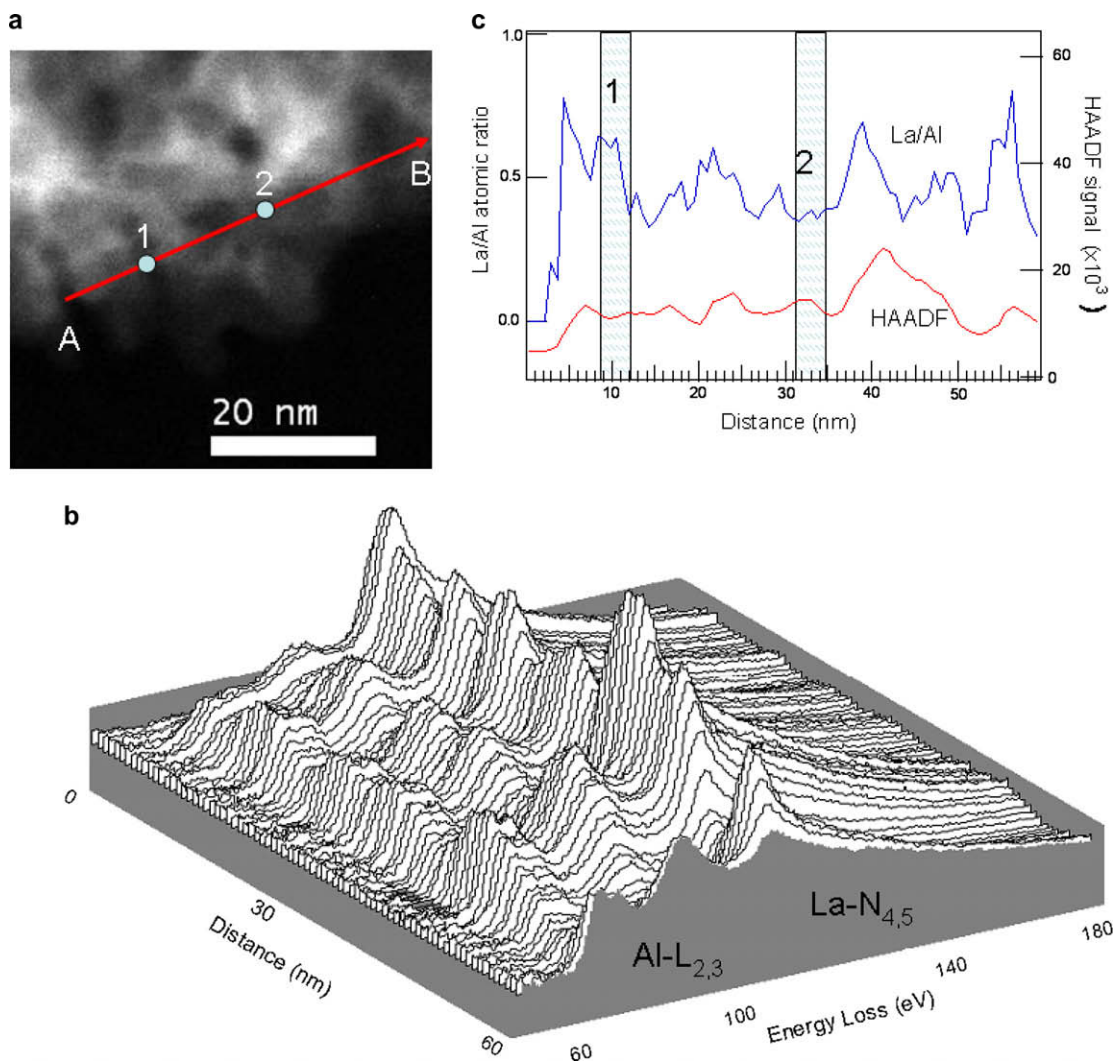 a
A
1
2
B
20 nm
c
1.0
0.5
0.0
La/Al atomic ratio
1
2
La/Al
HAADF
60
40
20
0
HAADF signal (×10³)
10
20
30
40
50
Distance (nm)
b
0
30
60
Distance (nm)
Al-L₂,₃
La-N₄,₅
60
100
140
180
Energy Loss (eV)